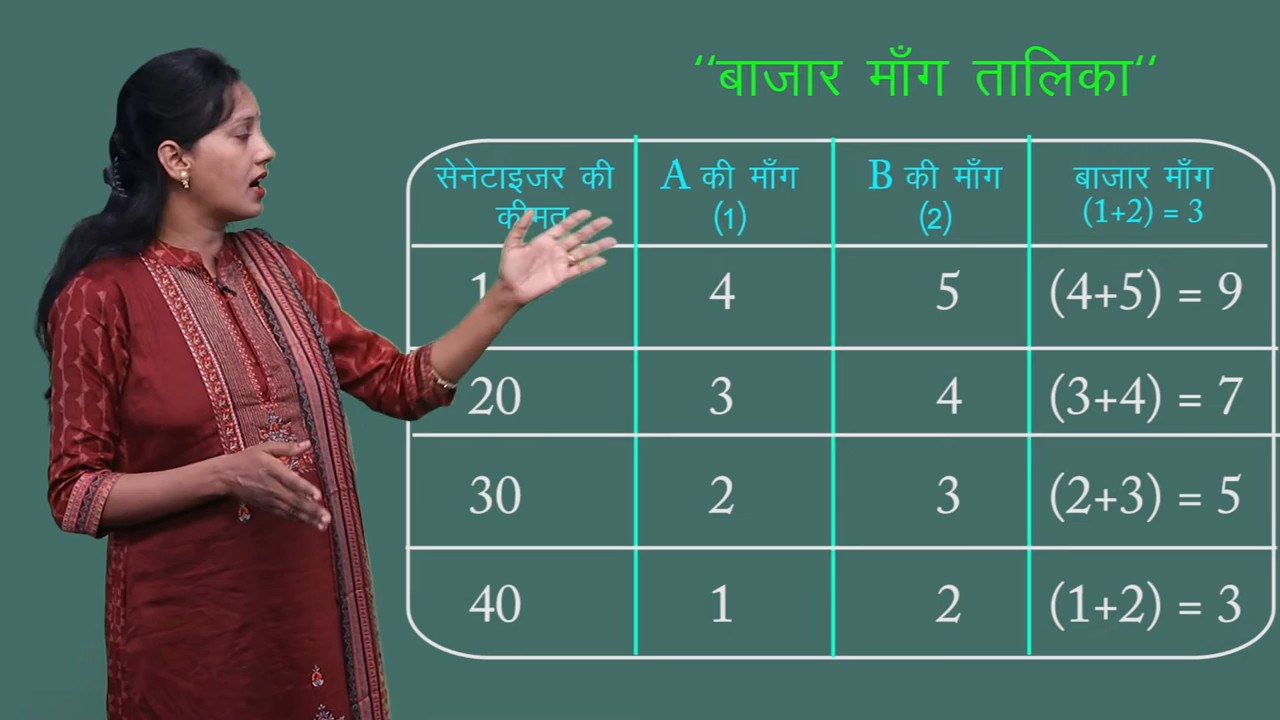 ‘‘बाजार माँग तालिका‘‘
सेनेटाइजर की कीमत
A की माँग (1)
B की माँग (2)
बाजार माँग (1+2) = 3
4 5 (4+5) = 9
20 3 4 (3+4) = 7
30 2 3 (2+3) = 5
40 1 2 (1+2) = 3